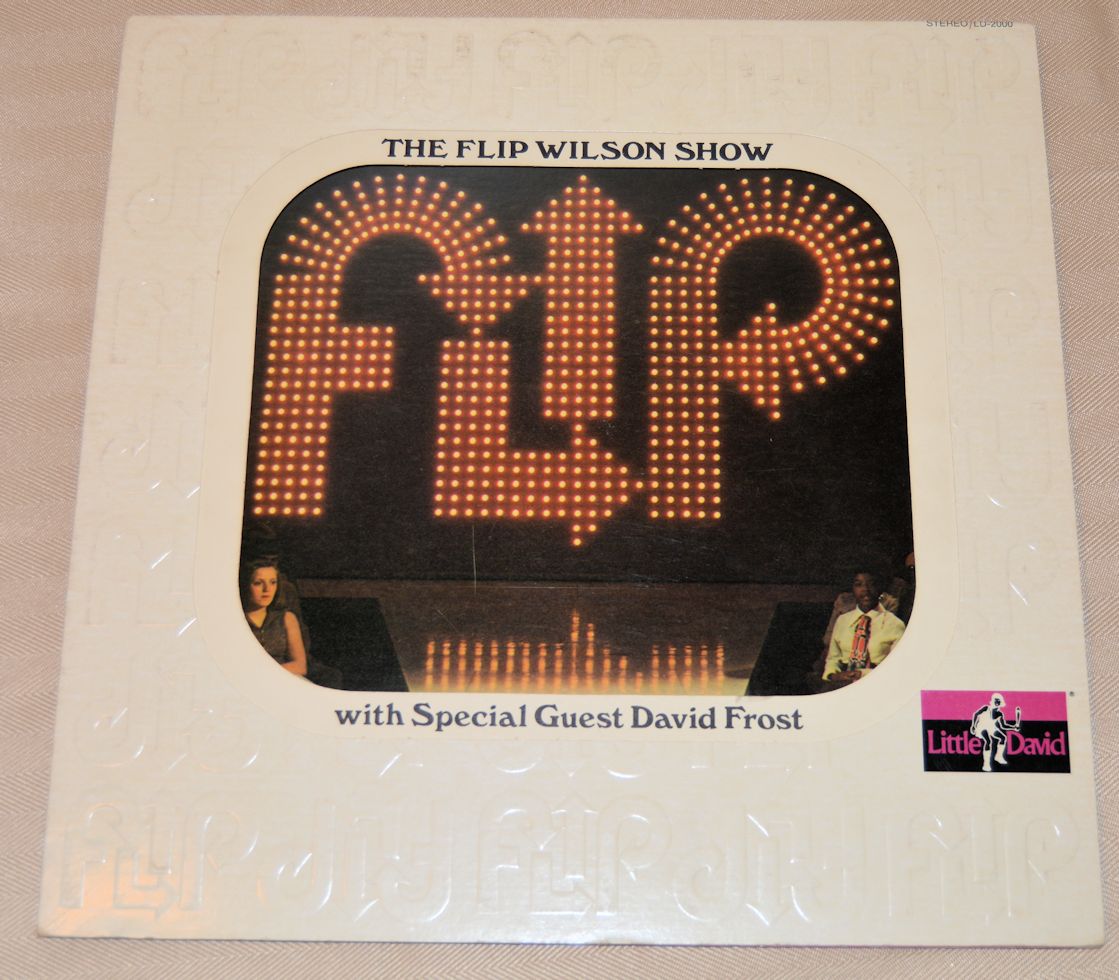 STEREO/LD-2000
THE FLIP WILSON SHOW
FLIP
with Special Guest David Frost
Little David
®